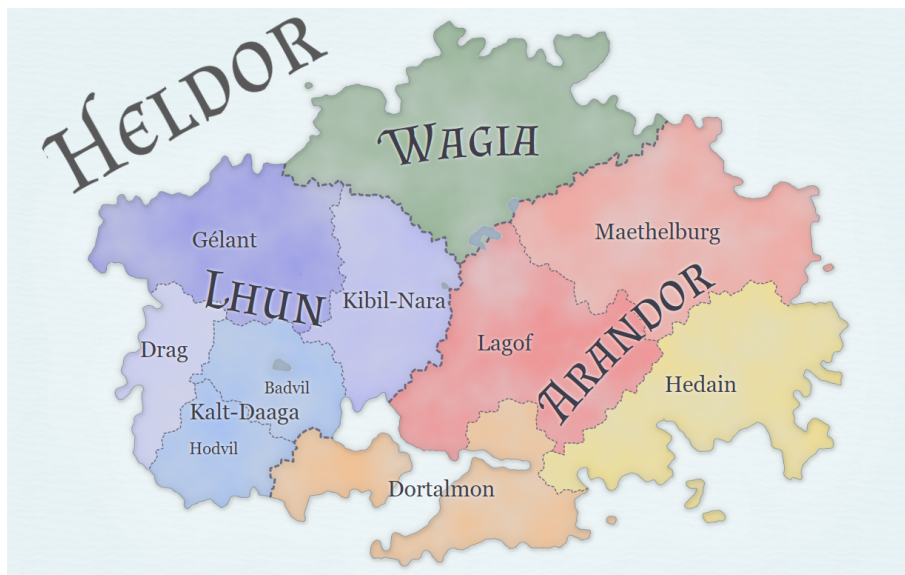 HELDOR
WAGIA
Maethelburg
Gélant
LHUN
Kibil-Nara
ARANDOR
Drag
Lagof
Hedain
Badvil
Kalt-Daaga
Hodvil
Dortalmon